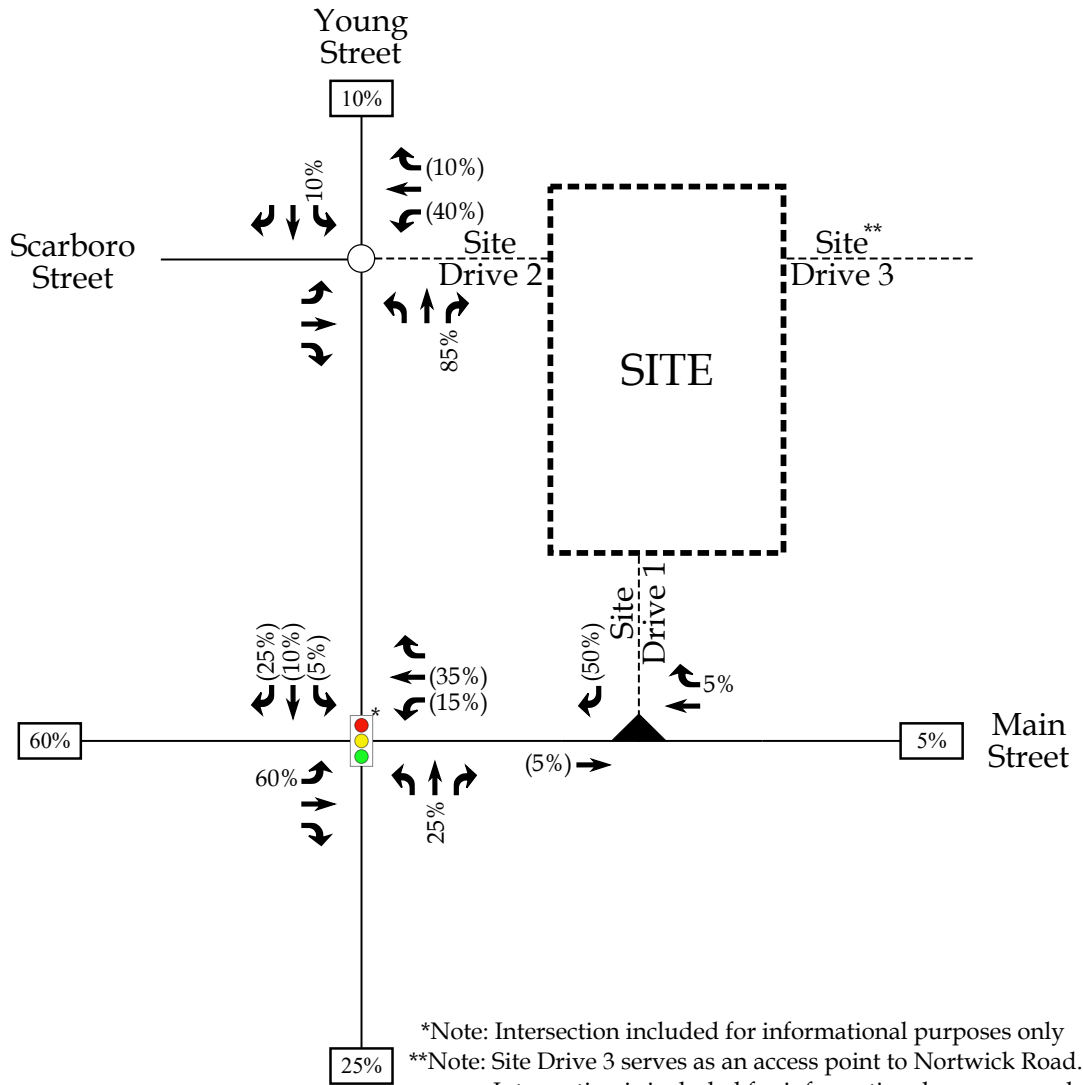 Young
Street
10%
10%
(10%)
(40%)
Scarboro
Street
Site
Drive 2
Site**
Drive 3
85%
SITE
Site
Drive 1
(25%)
(10%)
(5%)
(35%)
(15%)
(50%)
5%
*
60%
5%
Main
Street
60%
25%
(5%)
25%
*Note: Intersection included for informational purposes only
**Note: Site Drive 3 serves as an access point to Nortwick Road.